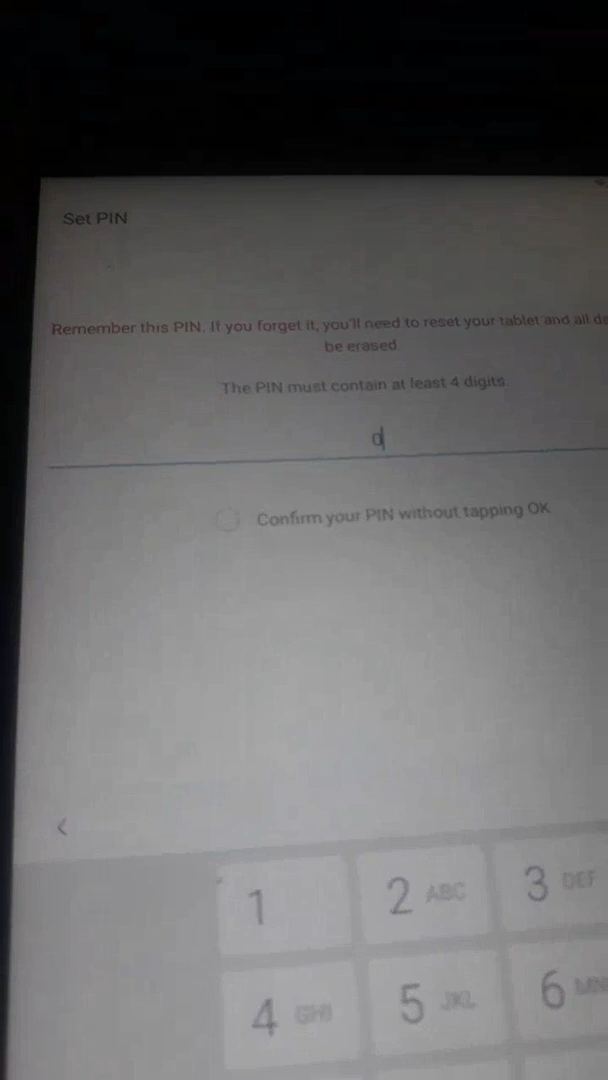 Set PIN
Remember this PIN. If you forget it, you'll need to reset your tablet and all
be erased
The PIN must contain at least 4 digits.
Confirm your PIN without tapping OK
<
1
2 ABC
3 DEF
4 GHI
5 JKL
6 MN